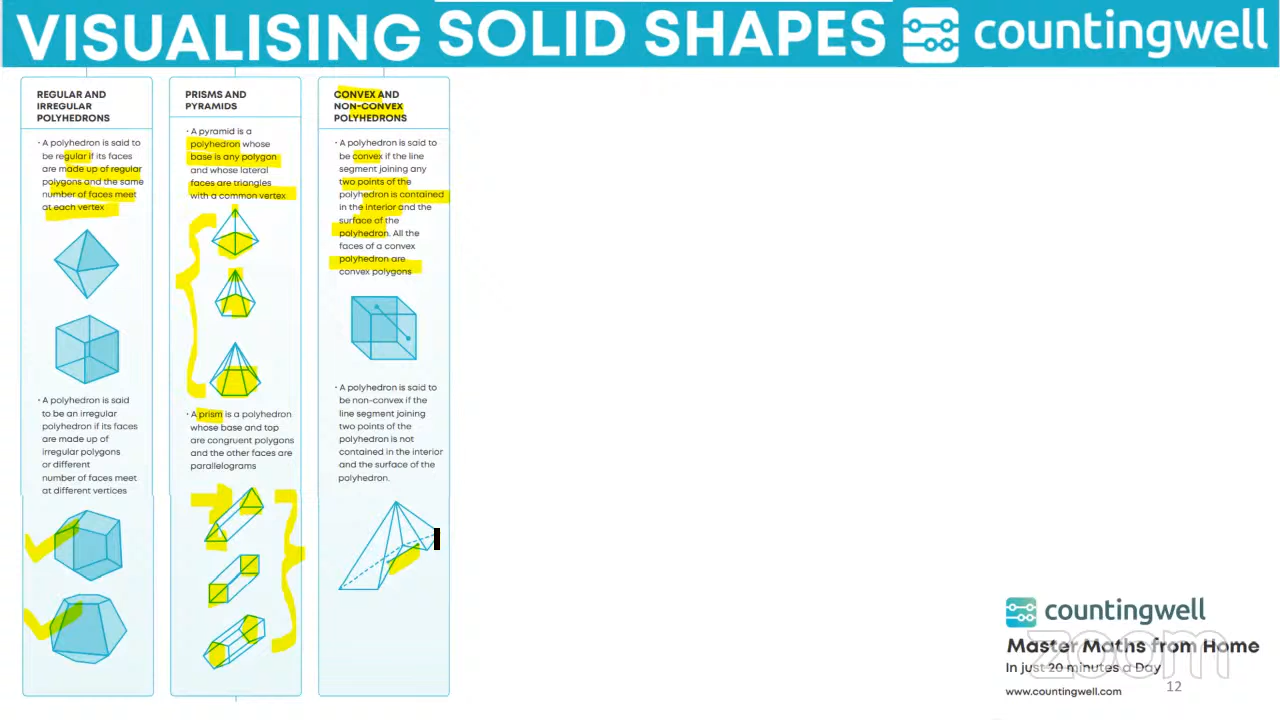 VISUALISING SOLID SHAPES
countingwell
REGULAR AND
IRREGULAR
POLYHEDRONS
· A polyhedron is said to
be regular if its faces
are made up of regular
polygons and the same
number of faces meet
at each vertex
· A polyhedron is said
to be an irregular
polyhedron if its faces
are made up of
irregular polygons
or different
number of faces meet
at different vertices
PRISMS AND
PYRAMIDS
· A pyramid is a
polyhedron whose
base is any polygon
and whose lateral
faces are triangles
with a common vertex
· A prism is a polyhedron
whose base and top
are congruent polygons
and the other faces are
parallelograms
CONVEX AND
NON-CONVEX
POLYHEDRONS
· A polyhedron is said to
be convex if the line
segment joining any
two points of the
polyhedron is contained
in the interior and the
surface of the
polyhedron. All the
faces of a convex
polyhedron are
convex polygons
· A polyhedron is said to
be non-convex if the
line segment joining
two points of the
polyhedron is not
contained in the interior
and the surface of the
polyhedron.
countingwell
Master Maths from Home
zoom
In just 20 minutes a Day
www.countingwell.com
12